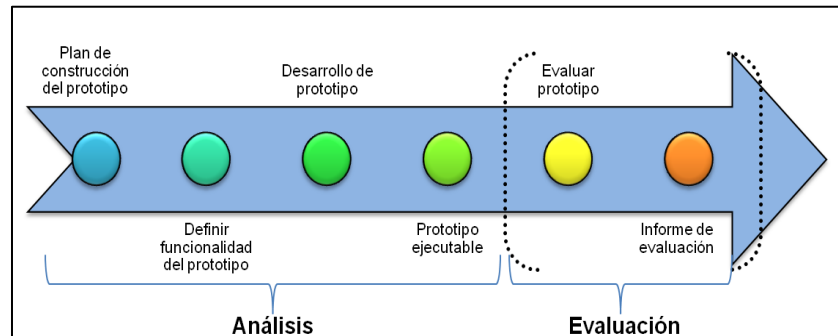 Plan de
construcción
del prototipo
Desarrollo de
prototipo
Evaluar
prototipo
Definir
funcionalidad
del prototipo
Prototipo
ejecutable
Informe de
evaluación
Análisis
Evaluación